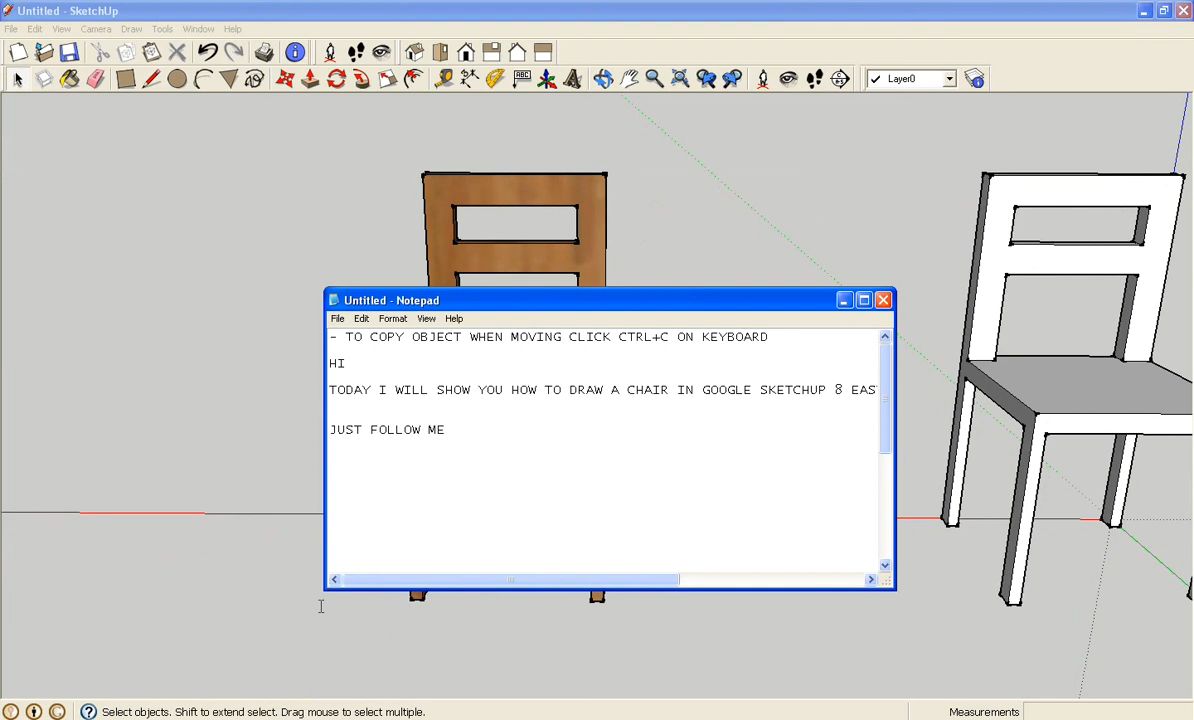 Untitled - SketchUp
File Edit View Camera Draw Tools Window Help
ABC
Layer0
Untitled - Notepad
File Edit Format View Help
- TO COPY OBJECT WHEN MOVING CLICK CTRL+C ON KEYBOARD
HI
TODAY I WILL SHOW YOU HOW TO DRAW A CHAIR IN GOOGLE SKETCHUP 8 EAS
JUST FOLLOW ME
Select objects. Shift to extend select. Drag mouse to select multiple.
Measurements